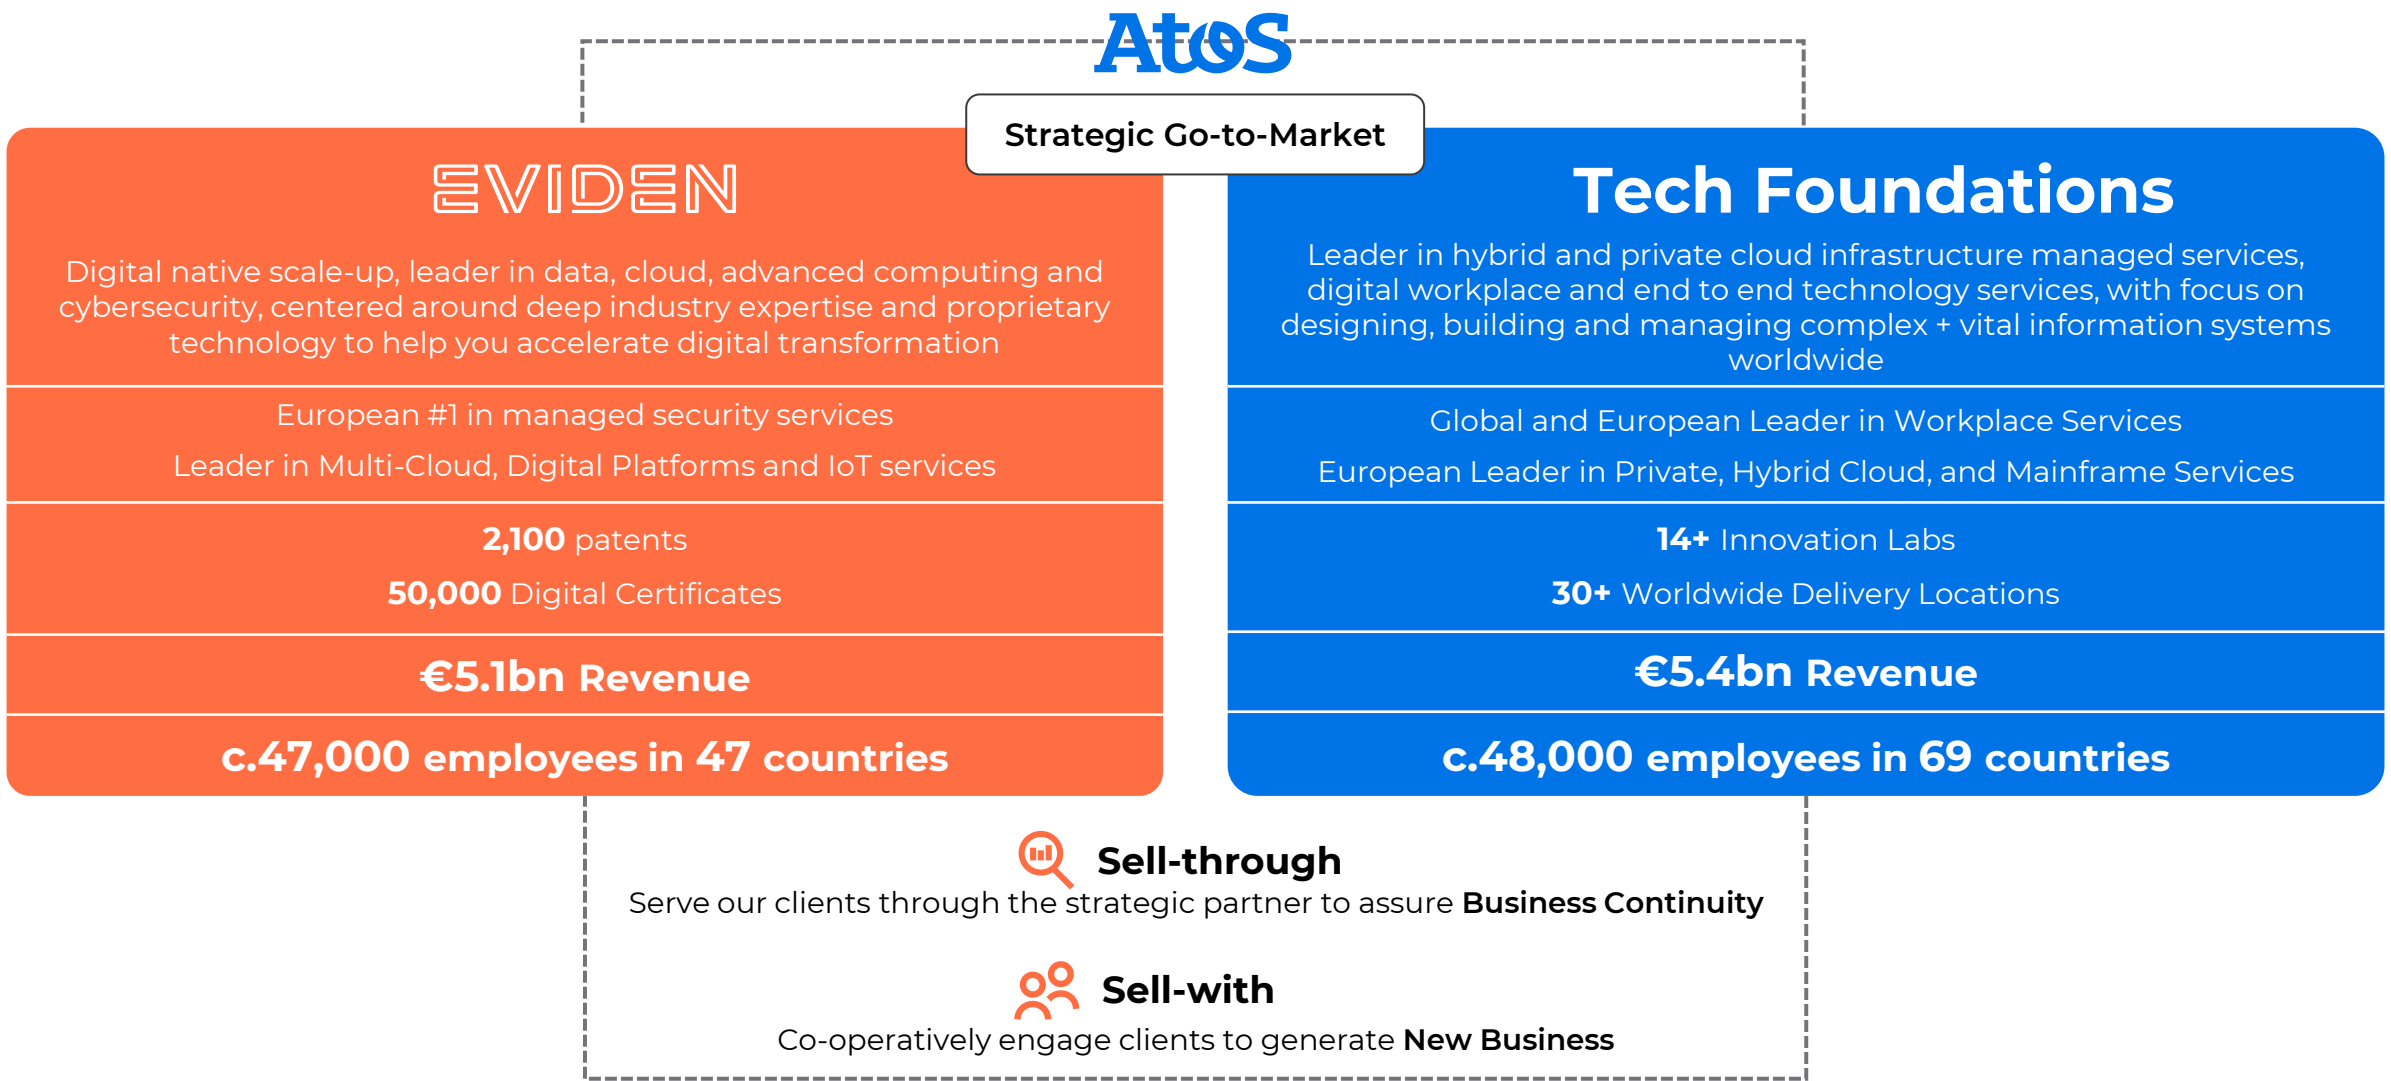 Atos
Strategic Go-to-Market
EVIDEN
Digital native scale-up, leader in data, cloud, advanced computing and
cybersecurity, centered around deep industry expertise and proprietary
technology to help you accelerate digital transformation
European #1 in managed security services
Leader in Multi-Cloud, Digital Platforms and IoT services
2,100 patents
50,000 Digital Certificates
€5.1bn Revenue
c.47,000 employees in 47 countries
Tech Foundations
Leader in hybrid and private cloud infrastructure managed services,
digital workplace and end to end technology services, with focus on
designing, building and managing complex + vital information systems
worldwide
Global and European Leader in Workplace Services
European Leader in Private, Hybrid Cloud, and Mainframe Services
14+ Innovation Labs
30+ Worldwide Delivery Locations
€5.4bn Revenue
c.48,000 employees in 69 countries
Sell-through
Serve our clients through the strategic partner to assure Business Continuity
Sell-with
Co-operatively engage clients to generate New Business